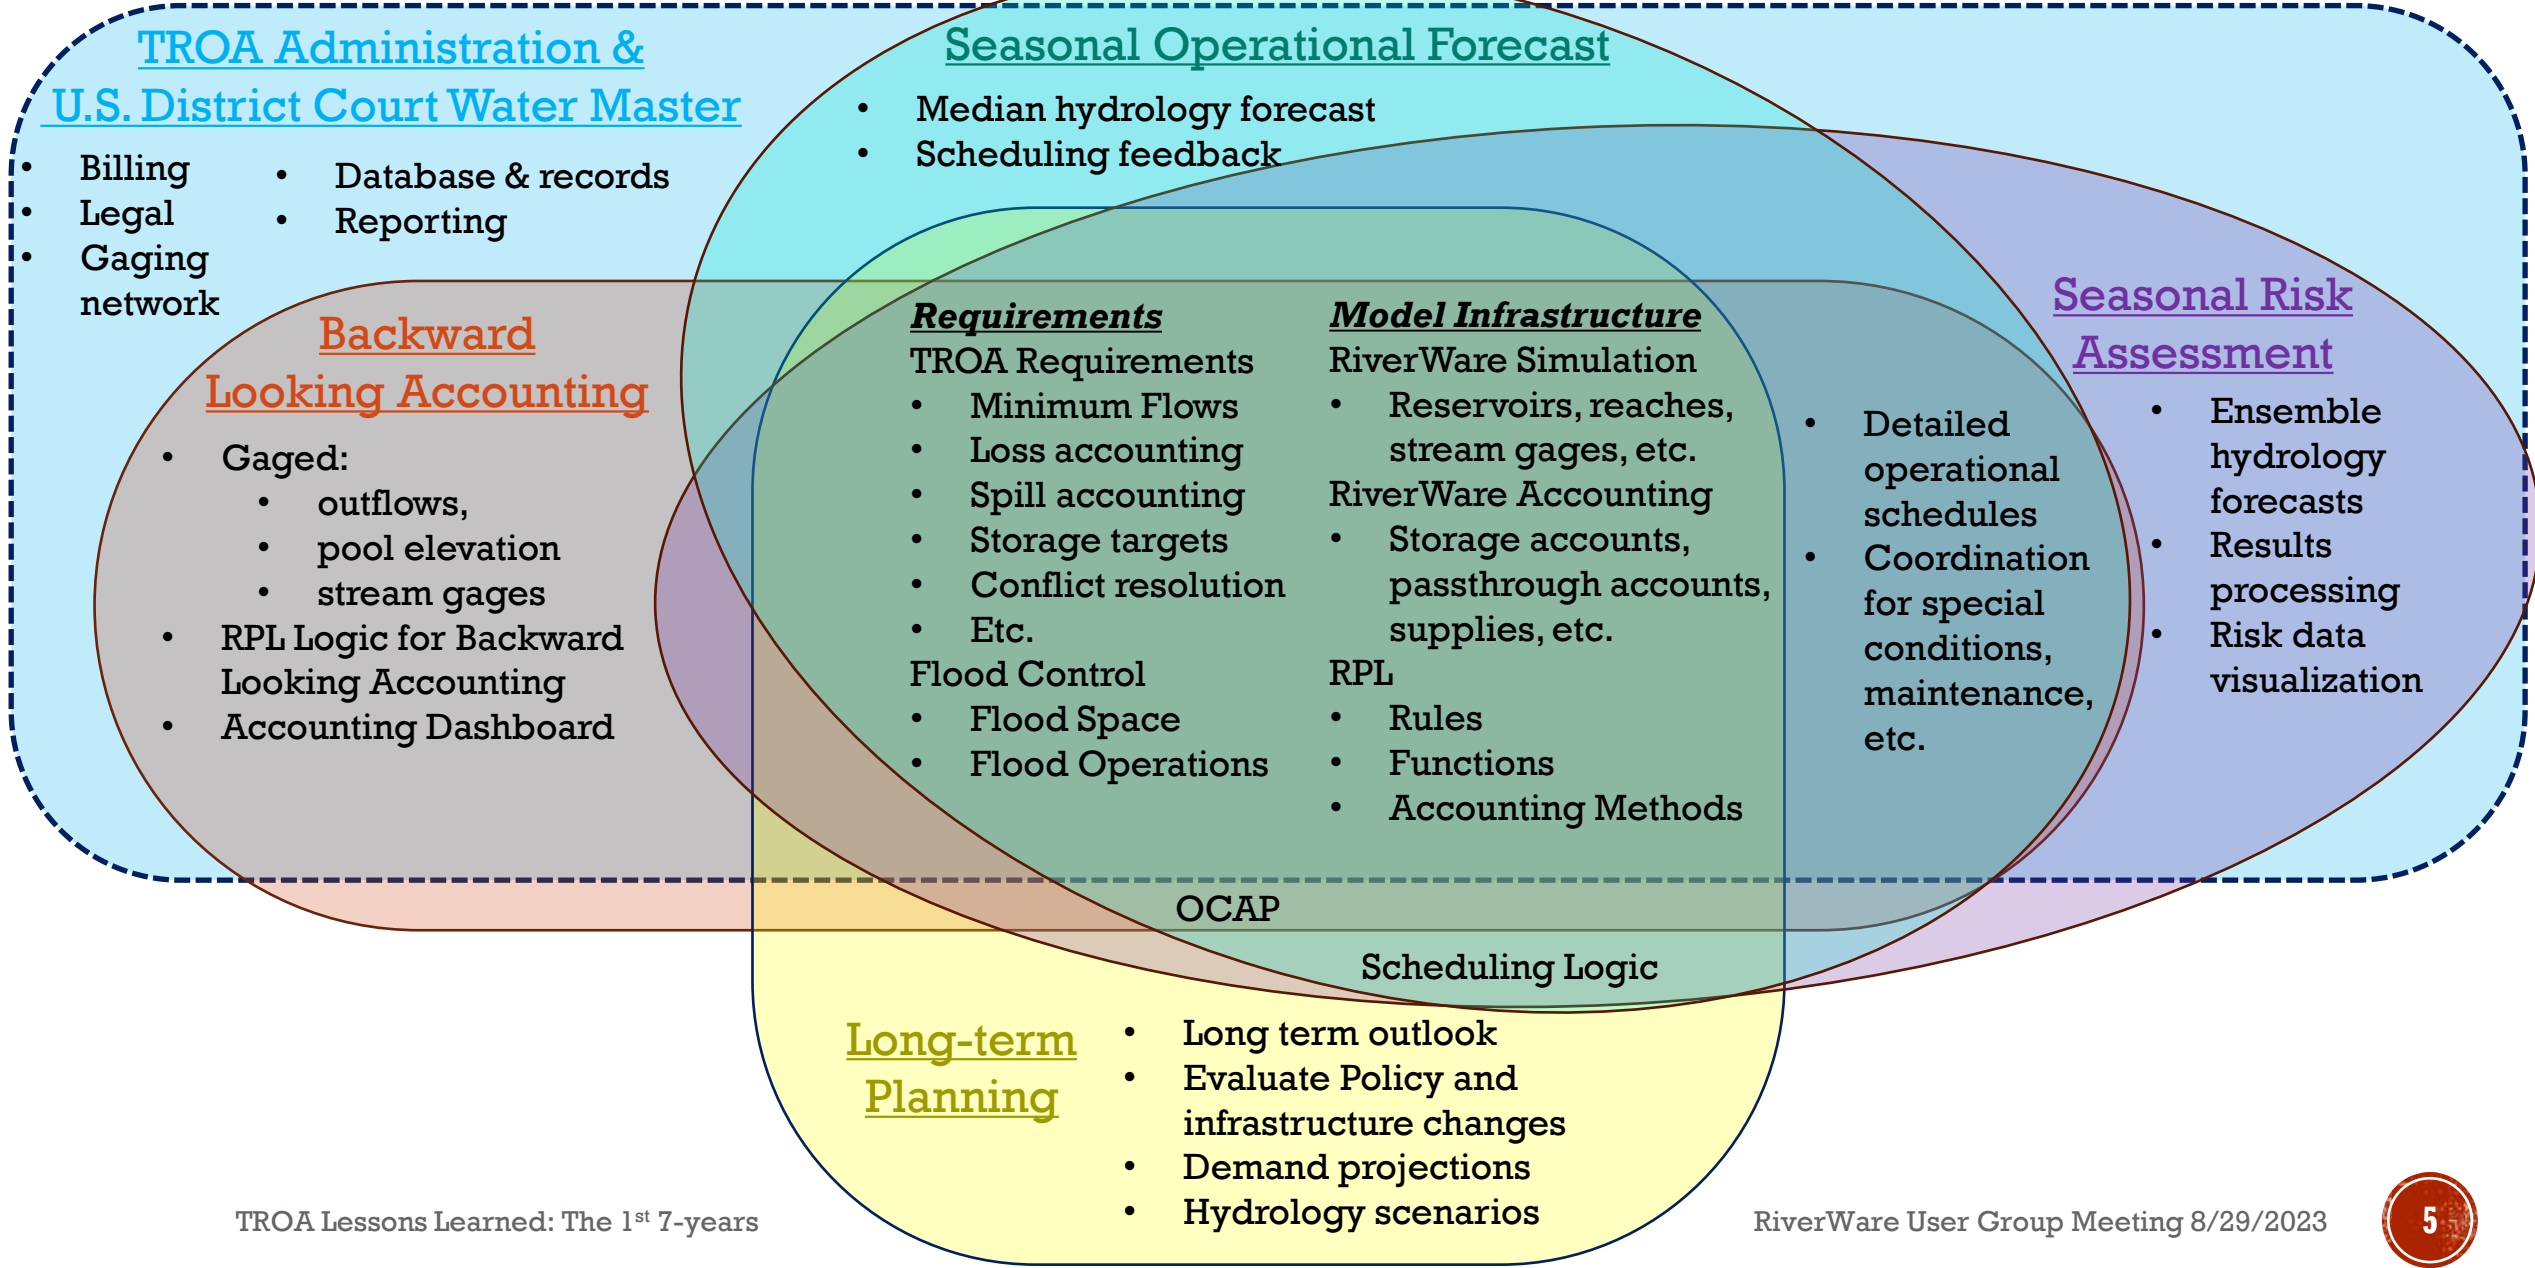 TROA Administration &
U.S. District Court Water Master
• Billing
• Legal
• Gaging
network
• Database & records
• Reporting
Seasonal Operational Forecast
• Median hydrology forecast
• Scheduling feedback
Backward
Looking Accounting
• Gaged:
• outflows,
• pool elevation
• stream gages
• RPL Logic for Backward
Looking Accounting
• Accounting Dashboard
Requirements
TROA Requirements
• Minimum Flows
• Loss accounting
• Spill accounting
• Storage targets
• Conflict resolution
• Etc.
Flood Control
• Flood Space
• Flood Operations
Model Infrastructure
RiverWare Simulation
• Reservoirs, reaches,
stream gages, etc.
RiverWare Accounting
• Storage accounts,
passthrough accounts,
supplies, etc.
RPL
• Rules
• Functions
• Accounting Methods
• Detailed
operational
schedules
• Coordination
for special
conditions,
maintenance,
etc.
Seasonal Risk
Assessment
• Ensemble
hydrology
forecasts
• Results
processing
• Risk data
visualization
OCAP
Scheduling Logic
Long-term
Planning
• Long term outlook
• Evaluate Policy and
infrastructure changes
• Demand projections
• Hydrology scenarios
TROA Lessons Learned: The 1st 7-years
RiverWare User Group Meeting 8/29/2023
5